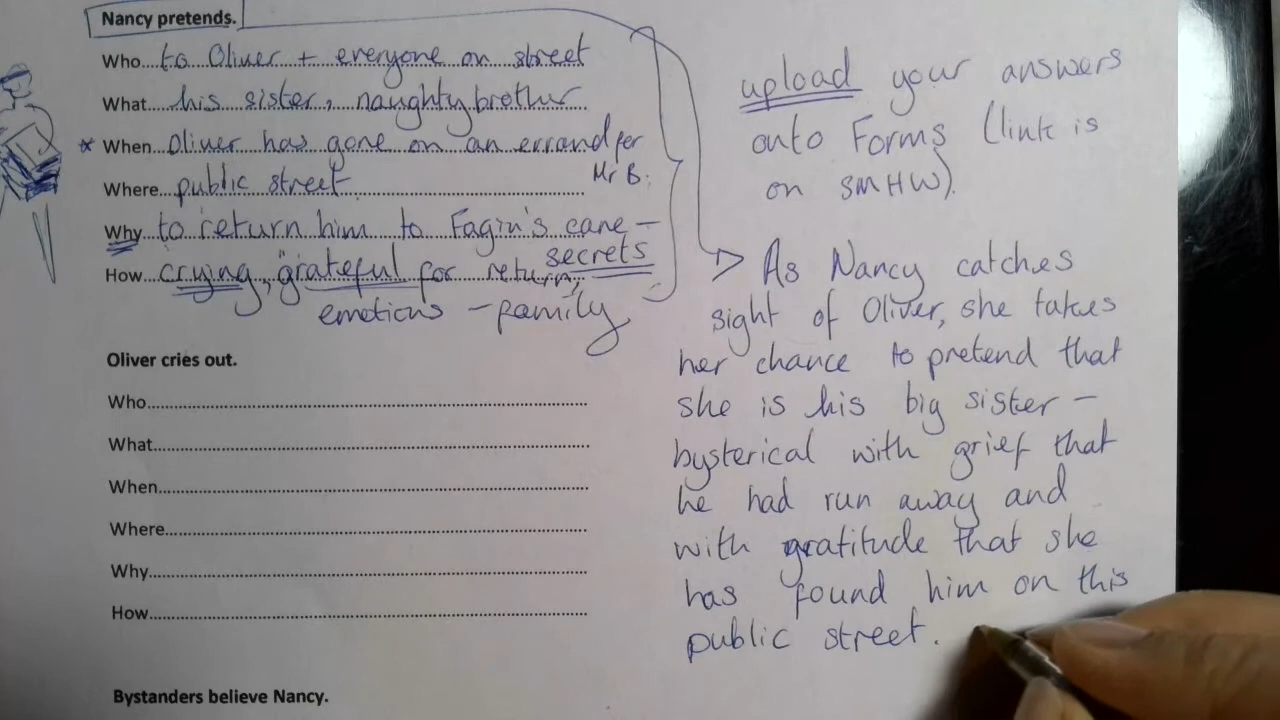 Nancy pretends.
Who...to Oliver + everyone on street
What...his sister, naughty brother
* When...Oliver has gone on an errand for
Mr B.
Where...public street.
Why...to return him to Fagin's cane –
secrets
How...crying, "grateful for return,
emotions – family
Oliver cries out.
Who
What
When
Where
Why
How
Bystanders believe Nancy.
upload your answers
onto Forms (link is
on SMHW).
As Nancy catches
sight of Oliver, she takes
her chance to pretend that
she is his big sister –
hysterical with grief that
he had run away and
with gratitude that she
has found him on this
public street.